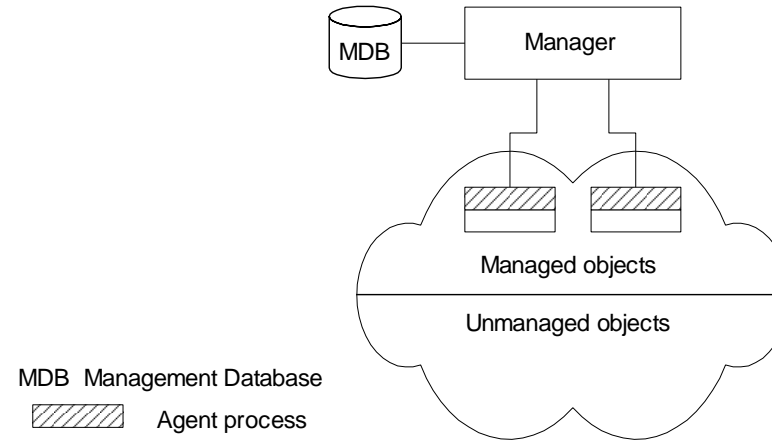 MDB
Manager
Managed objects
Unmanaged objects
MDB Management Database
Agent process